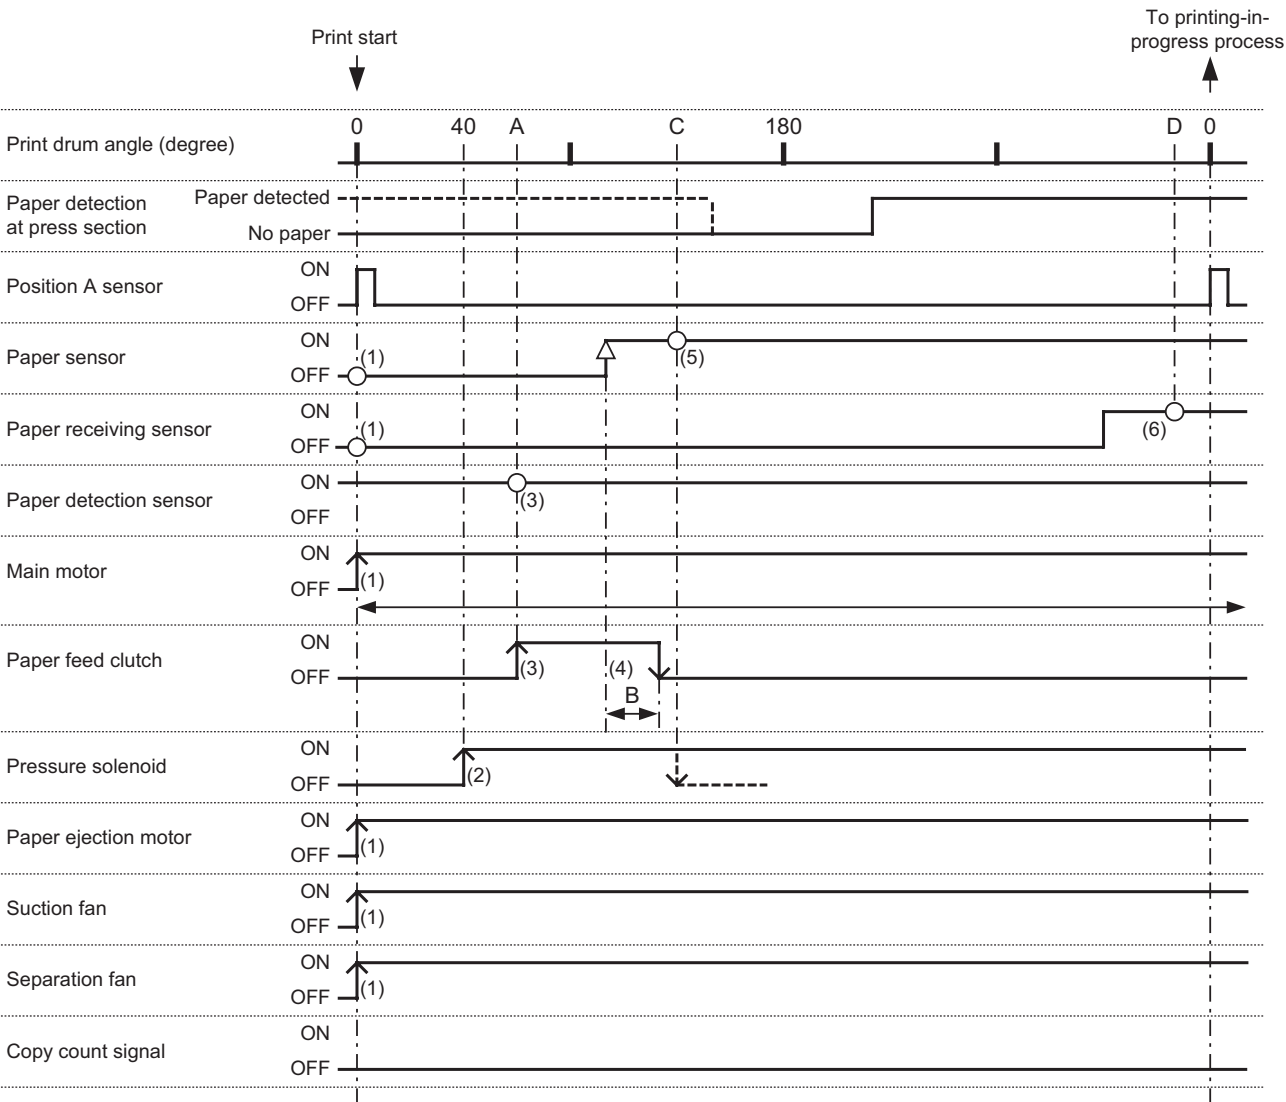 To printing-in-
progress process
Print start
Print drum angle (degree)
0 40 A C 180 D 0
Paper detection
at press section
Paper detected
No paper
Position A sensor
ON
OFF
Paper sensor
ON
OFF
(1)
(5)
Paper receiving sensor
ON
OFF
(1)
(6)
Paper detection sensor
ON
OFF
(3)
Main motor
ON
OFF
(1)
Paper feed clutch
ON
OFF
(3)
(4)
B
Pressure solenoid
ON
OFF
(2)
Paper ejection motor
ON
OFF
(1)
Suction fan
ON
OFF
(1)
Separation fan
ON
OFF
(1)
Copy count signal
ON
OFF